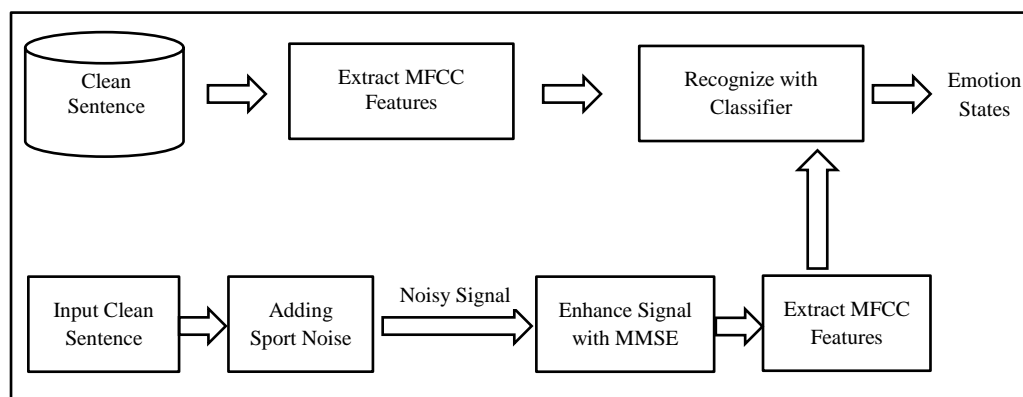 Clean
Sentence
Extract MFCC
Features
Recognize with
Classifier
Emotion
States
Input Clean
Sentence
Adding
Sport Noise
Noisy Signal
Enhance Signal
with MMSE
Extract MFCC
Features